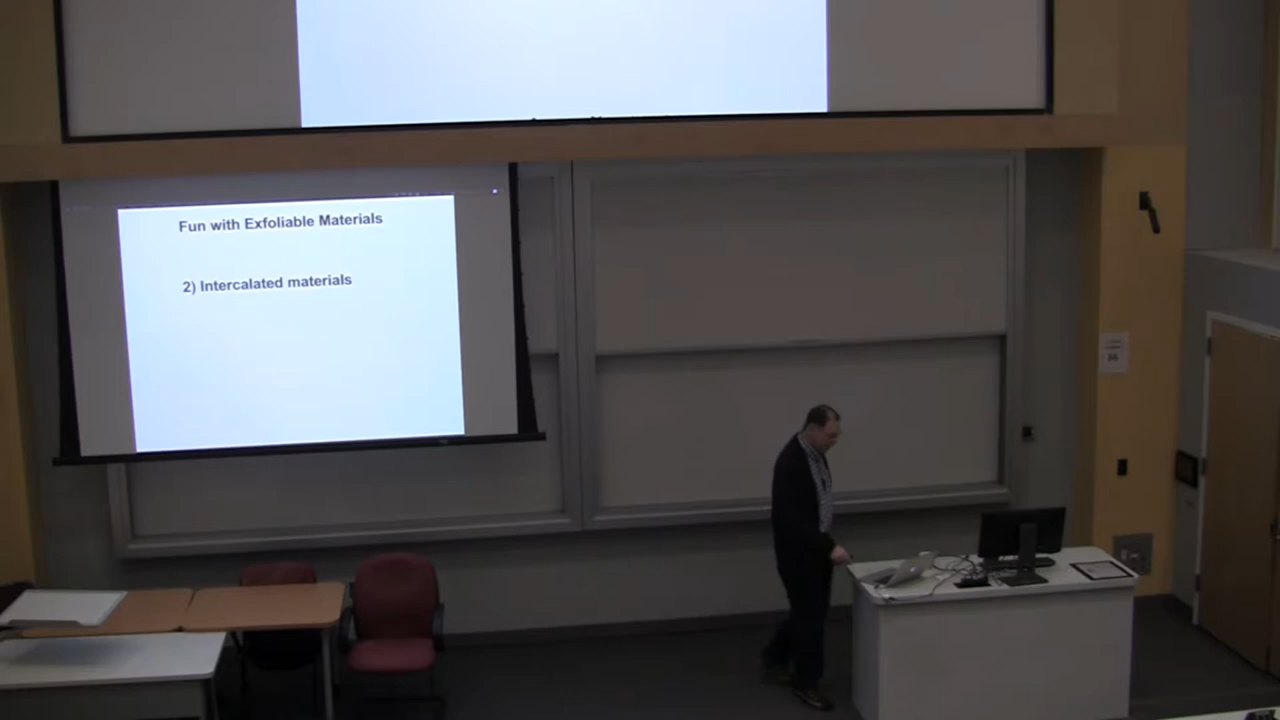 Fun with Exfoliable Materials
2) Intercalated materials